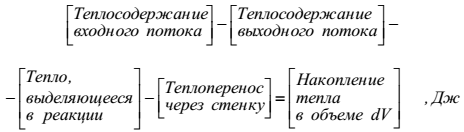 [Теплосодержание входного потока] − [Теплосодержание выходного потока] −
− [Тепло, выделяющееся в реакции] − [Теплоперенос через стенку] = [Накопление тепла в объеме dV] , Дж